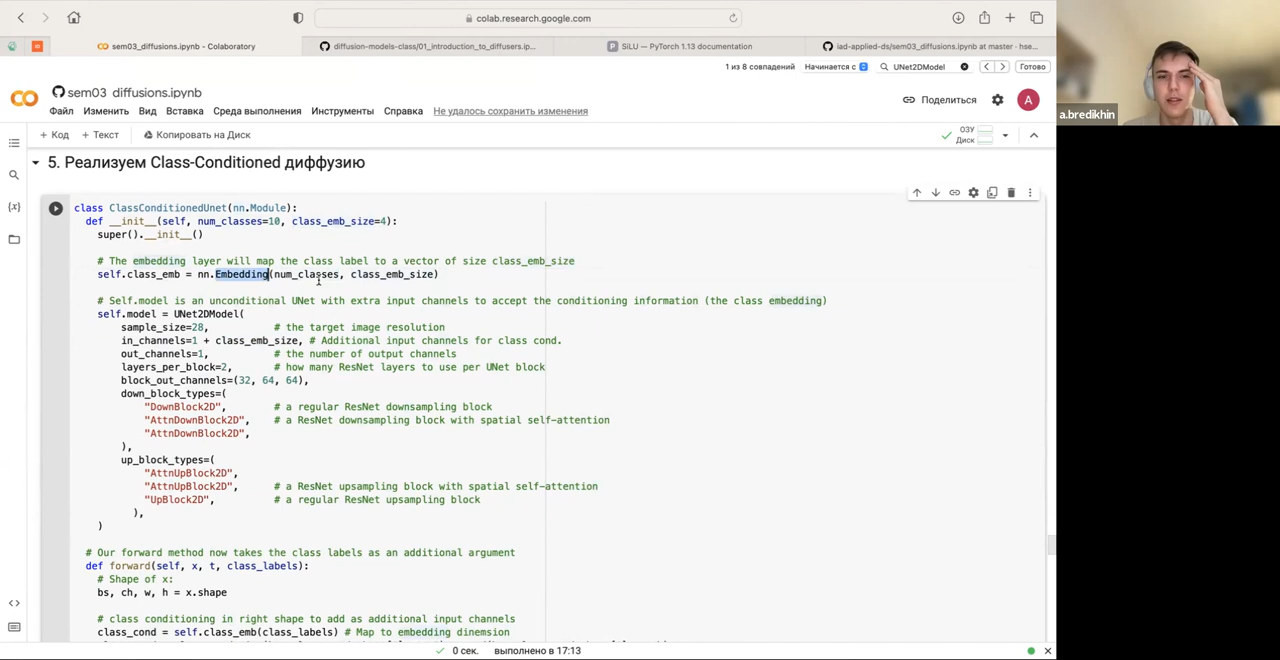 colab.research.google.com
sem03_diffusions.ipynb - Colaboratory
diffusion-models-class/01_introduction_to_diffusers.ip...
SiLU — PyTorch 1.13 documentation
iad-applied-ds/sem03_diffusions.ipynb at master · hse...
1 из 8 совпадений
Начинается с
UNet2DModel
Готово
sem03 diffusions.ipynb
Файл Изменить Вид Вставка Среда выполнения Инструменты Справка Не удалось сохранить изменения
Поделиться
A
a.bredikhin
+ Код + Текст Копировать на Диск
ОЗУ
Диск
5. Реализуем Class-Conditioned диффузию
class ClassConditionedUnet(nn.Module):
def __init__(self, num_classes=10, class_emb_size=4):
super().__init__()
# The embedding layer will map the class label to a vector of size class_emb_size
self.class_emb = nn.Embedding(num_classes, class_emb_size)
# Self.model is an unconditional UNet with extra input channels to accept the conditioning information (the class embedding)
self.model = UNet2DModel(
sample_size=28, # the target image resolution
in_channels=1 + class_emb_size, # Additional input channels for class cond.
out_channels=1, # the number of output channels
layers_per_block=2, # how many ResNet layers to use per UNet block
block_out_channels=(32, 64, 64),
down_block_types=(
"DownBlock2D", # a regular ResNet downsampling block
"AttnDownBlock2D", # a ResNet downsampling block with spatial self-attention
"AttnDownBlock2D",
),
up_block_types=(
"AttnUpBlock2D",
"AttnUpBlock2D", # a ResNet upsampling block with spatial self-attention
"UpBlock2D", # a regular ResNet upsampling block
),
)
# Our forward method now takes the class labels as an additional argument
def forward(self, x, t, class_labels):
# Shape of x:
bs, ch, w, h = x.shape
# class conditioning in right shape to add as additional input channels
class_cond = self.class_emb(class_labels) # Map to embedding dinemsion
0 сек. выполнено в 17:13